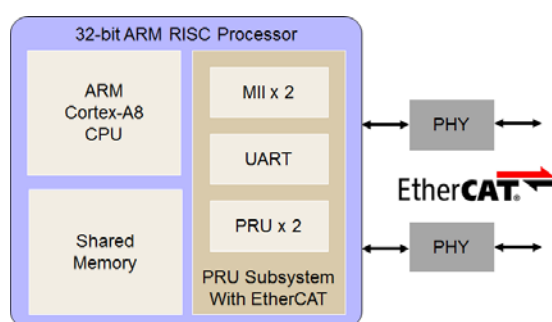 32-bit ARM RISC Processor
ARM
Cortex-A8
CPU
Shared
Memory
MII x 2
UART
PRU x 2
PRU Subsystem
With EtherCAT
PHY
EtherCAT®
PHY